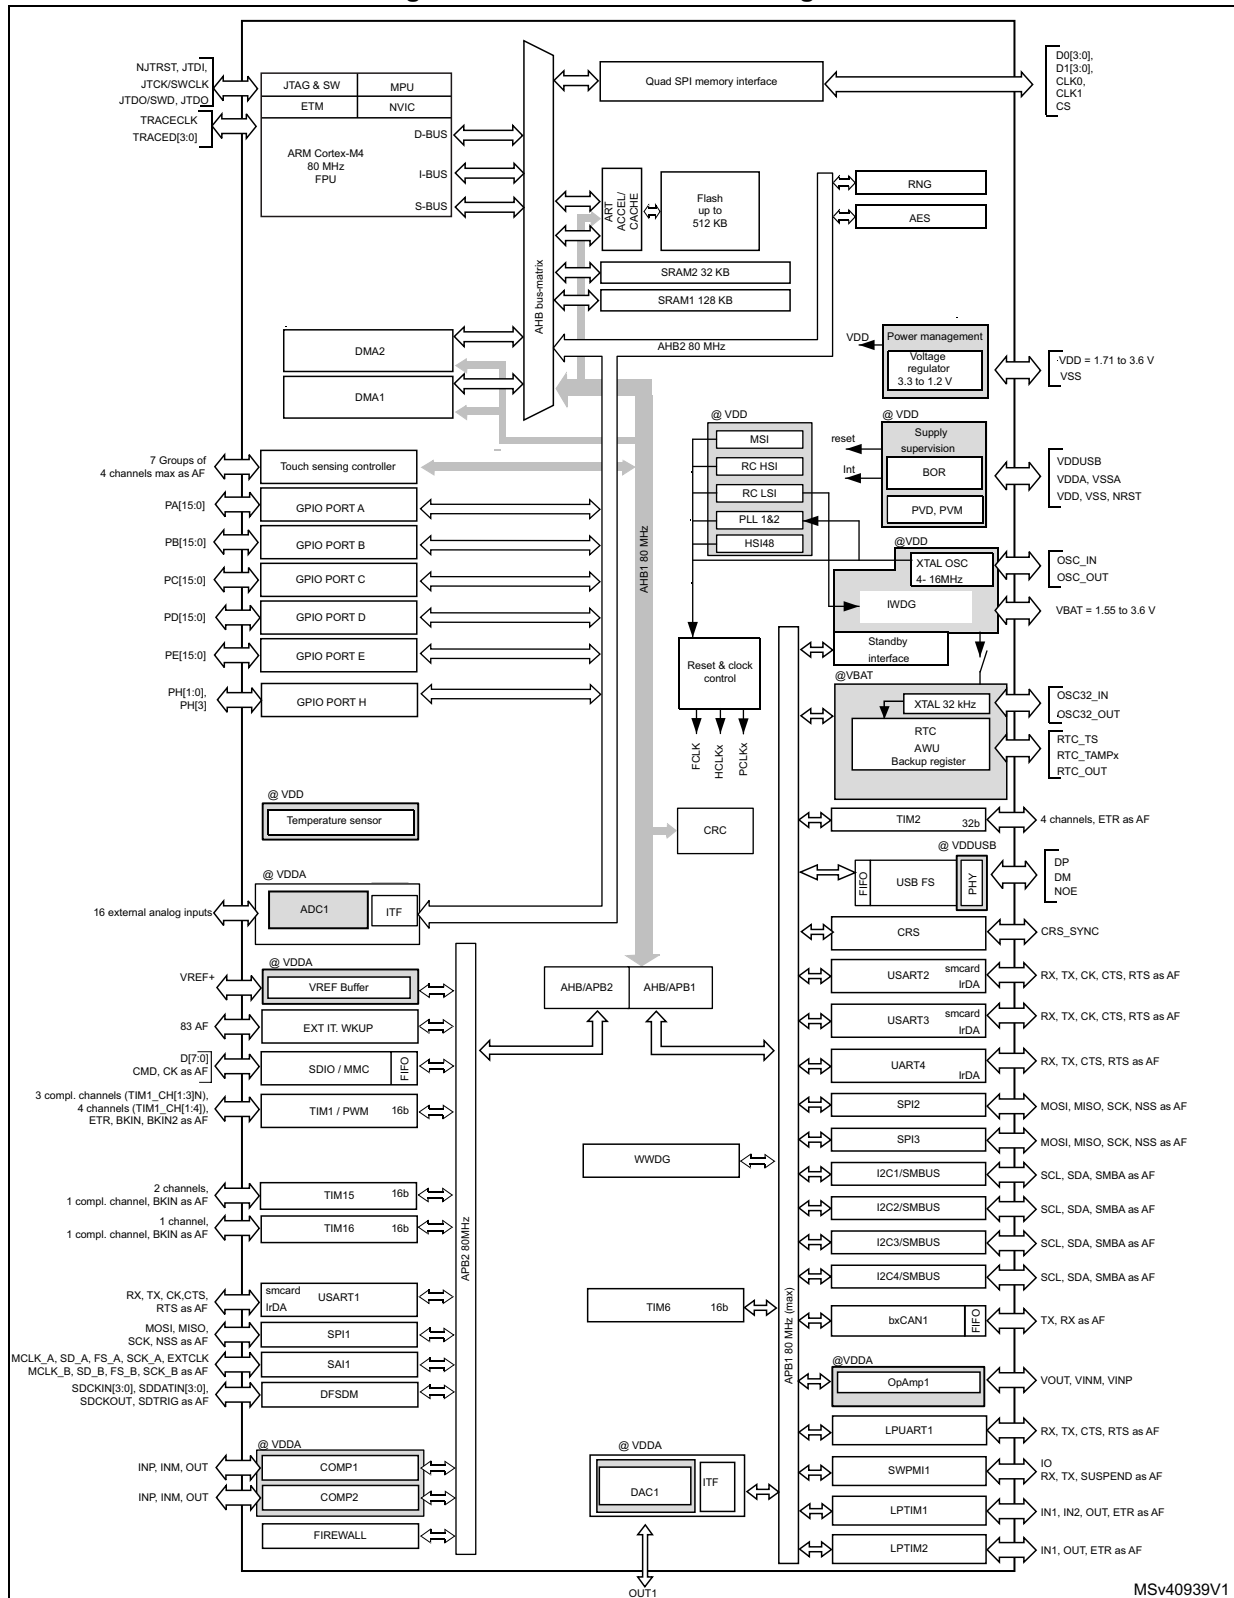 NJTRST, JTDI,
JTCK/SWCLK
JTDO/SWD, JTDO
TRACECLK
TRACED[3:0]
JTAG & SW
MPU
ETM
NVIC
ARM Cortex-M4
80 MHz
FPU
D-BUS
I-BUS
S-BUS
AHB bus-matrix
Quad SPI memory interface
D0[3:0],
D1[3:0],
CLK0,
CLK1
CS
ART
ACCEL/
CACHE
Flash
up to
512 KB
RNG
AES
SRAM2 32 KB
SRAM1 128 KB
AHB2 80 MHz
DMA2
DMA1
VDD
Power management
Voltage
regulator
3.3 to 1.2 V
VDD = 1.71 to 3.6 V
VSS
@ VDD
MSI
RC HSI
RC LSI
PLL 1&2
HSI48
@ VDD
reset
Int
Supply
supervision
BOR
PVD, PVM
VDDUSB
VDDA, VSSA
VDD, VSS, NRST
7 Groups of
4 channels max as AF
Touch sensing controller
PA[15:0]
GPIO PORT A
PB[15:0]
GPIO PORT B
PC[15:0]
GPIO PORT C
PD[15:0]
GPIO PORT D
PE[15:0]
GPIO PORT E
PH[1:0],
PH[3]
GPIO PORT H
AHB1 80 MHz
@VDD
XTAL OSC
4- 16MHz
IWDG
OSC_IN
OSC_OUT
VBAT = 1.55 to 3.6 V
Standby
interface
Reset & clock
control
FCLK
HCLKx
PCLKx
@VBAT
XTAL 32 kHz
RTC
AWU
Backup register
OSC32_IN
OSC32_OUT
RTC_TS
RTC_TAMPx
RTC_OUT
@ VDD
Temperature sensor
CRC
TIM2
32b
4 channels, ETR as AF
@ VDDUSB
FIFO
USB FS
PHY
DP
DM
NOE
@ VDDA
16 external analog inputs
ADC1
ITF
CRS
CRS_SYNC
@ VDDA
VREF+
VREF Buffer
AHB/APB2
AHB/APB1
USART2
smcard
IrDA
RX, TX, CK, CTS, RTS as AF
83 AF
EXT IT. WKUP
USART3
smcard
IrDA
RX, TX, CK, CTS, RTS as AF
D[7:0]
CMD, CK as AF
SDIO / MMC
FIFO
UART4
IrDA
RX, TX, CTS, RTS as AF
3 compl. channels (TIM1_CH[1:3]N),
4 channels (TIM1_CH[1:4]),
ETR, BKIN, BKIN2 as AF
TIM1 / PWM
16b
SPI2
MOSI, MISO, SCK, NSS as AF
SPI3
MOSI, MISO, SCK, NSS as AF
WWDG
I2C1/SMBUS
SCL, SDA, SMBA as AF
2 channels,
1 compl. channel, BKIN as AF
TIM15
16b
I2C2/SMBUS
SCL, SDA, SMBA as AF
1 channel,
1 compl. channel, BKIN as AF
TIM16
16b
I2C3/SMBUS
SCL, SDA, SMBA as AF
APB2 80MHz
I2C4/SMBUS
SCL, SDA, SMBA as AF
RX, TX, CK,CTS,
RTS as AF
smcard
IrDA
USART1
TIM6
16b
APB1 80 MHz (max)
bxCAN1
FIFO
TX, RX as AF
MOSI, MISO,
SCK, NSS as AF
SPI1
MCLK_A, SD_A, FS_A, SCK_A, EXTCLK
MCLK_B, SD_B, FS_B, SCK_B as AF
SAI1
@VDDA
OpAmp1
VOUT, VINM, VINP
SDCKIN[3:0], SDDATIN[3:0],
SDCKOUT, SDTRIG as AF
DFSDM
LPUART1
RX, TX, CTS, RTS as AF
@ VDDA
INP, INM, OUT
COMP1
INP, INM, OUT
COMP2
FIREWALL
@ VDDA
DAC1
ITF
OUT1
SWPMI1
IO
RX, TX, SUSPEND as AF
LPTIM1
IN1, IN2, OUT, ETR as AF
LPTIM2
IN1, OUT, ETR as AF
MSv40939V1